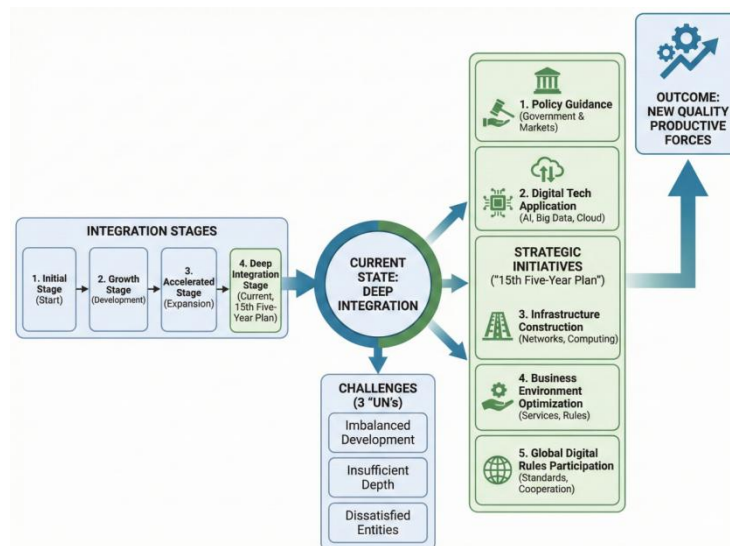 INTEGRATION STAGES
1. Initial
Stage
(Start)
2. Growth
Stage
(Development)
3.
Accelerated
Stage
(Expansion)
4. Deep
Integration
Stage
(Current,
15th Five-
Year Plan)
CURRENT
STATE:
DEEP
INTEGRATION
CHALLENGES
(3 "UN's)
Imbalanced
Development
Insufficient
Depth
Dissatisfied
Entities
1. Policy Guidance
(Government &
Markets)
2. Digital Tech
Application
(AI, Big Data, Cloud)
STRATEGIC
INITIATIVES
("15th Five-Year Plan")
3. Infrastructure
Construction
(Networks, Computing)
4. Business
Environment
Optimization
(Services, Rules)
5. Global Digital
Rules Participation
(Standards,
Cooperation)
OUTCOME:
NEW QUALITY
PRODUCTIVE
FORCES